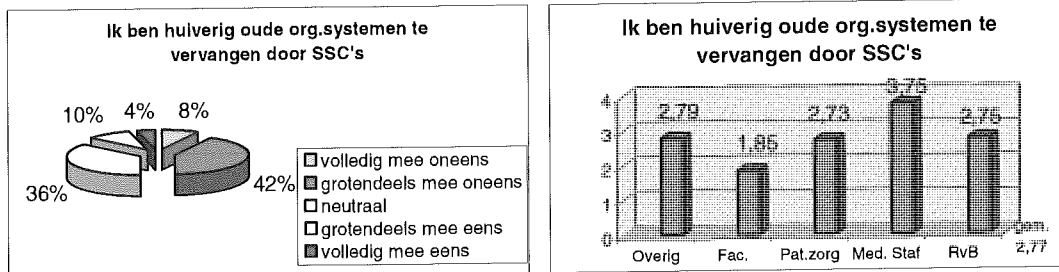 Ik ben huiverig oude org.systemen te
vervangen door SSC's
10%
4%
8%
36%
42%
volledig mee oneens
grotendeels mee oneens
neutraal
grotendeels mee eens
volledig mee eens
Ik ben huiverig oude org.systemen te
vervangen door SSC's
4
3
2
1
0
2,79
1,85
2,73
3,75
2,75
Overig
Fac.
Pat.zorg
Med. Staf
RvB
Gem.
2,77